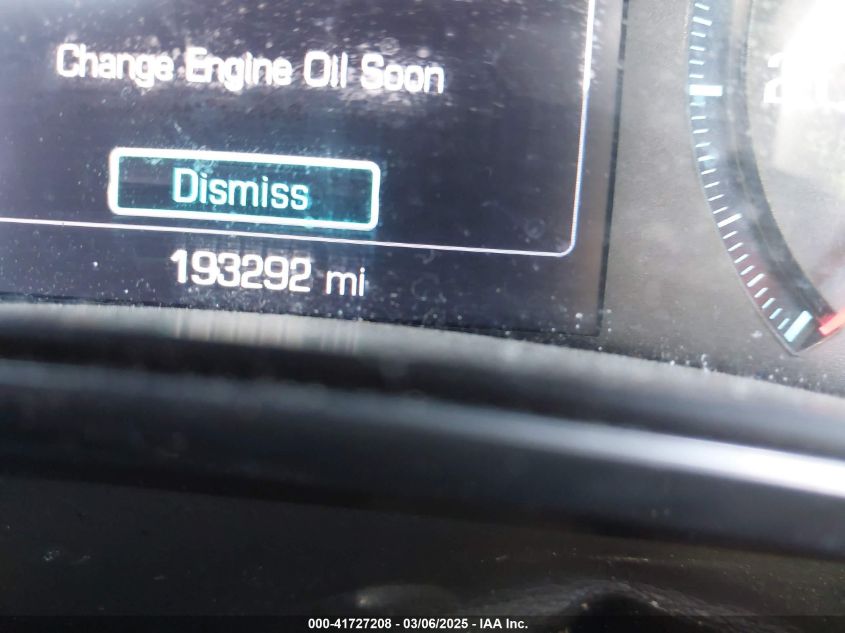 Change Engine Oil Soon
Dismiss
193292 mi
000-41727208 - 03/06/2025 - IAA Inc.